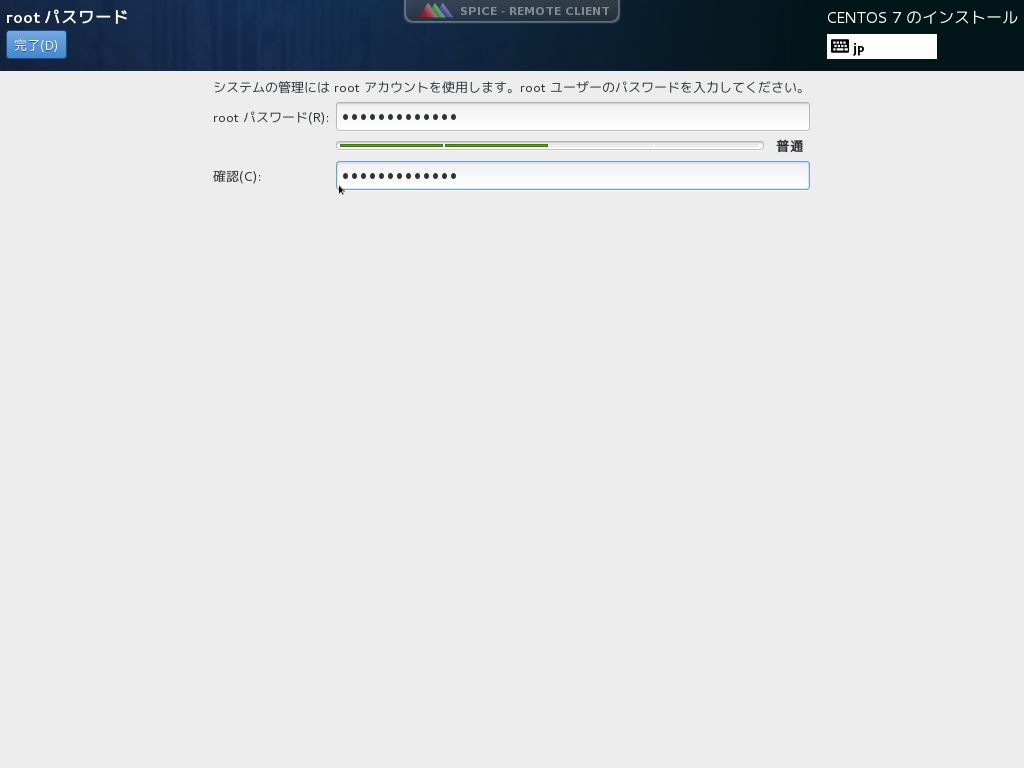 root パスワード
SPICE - REMOTE CLIENT
CENTOS 7 のインストール
完了(D)
jp
システムの管理には root アカウントを使用します。root ユーザーのパスワードを入力してください。
root パスワード(R):
●●●●●●●●●●●●●
普通
確認(C):
●●●●●●●●●●●●●